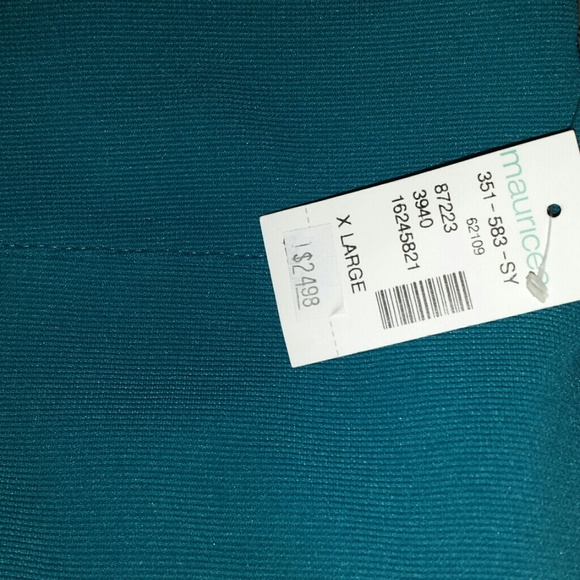 maurices
351-583-SY
62109
87223
3940
16245821
X LARGE
$2498